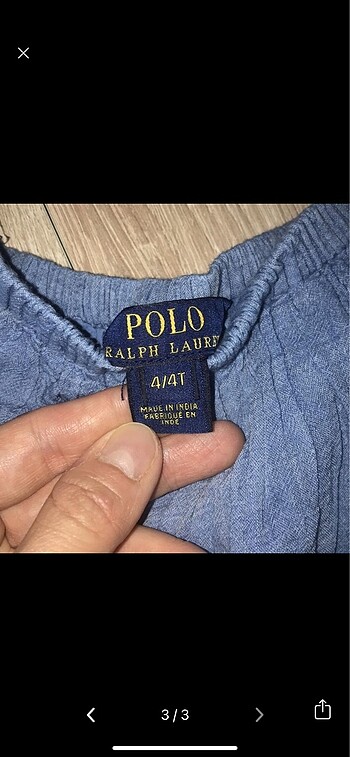 POLO
RALPH LAUREN
4/4T
MADE IN INDIA
FABRIQUÉ EN
INDE
3/3